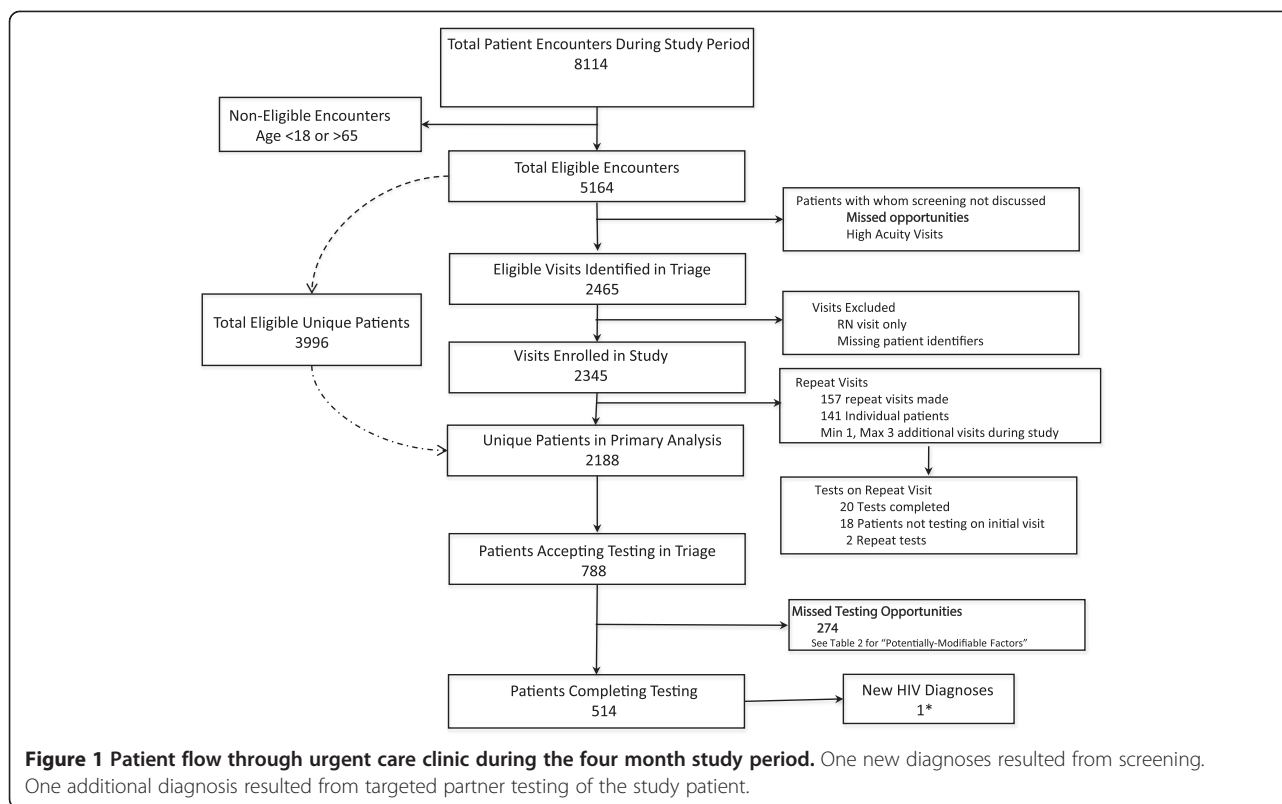 Total Patient Encounters During Study Period
8114
Non-Eligible Encounters
Age <18 or >65
Total Eligible Encounters
5164
Patients with whom screening not discussed
Missed opportunities
High Acuity Visits
Eligible Visits Identified in Triage
2465
Total Eligible Unique Patients
3996
Visits Excluded
RN visit only
Missing patient identifiers
Visits Enrolled in Study
2345
Repeat Visits
157 repeat visits made
141 Individual patients
Min 1, Max 3 additional visits during study
Unique Patients in Primary Analysis
2188
Tests on Repeat Visit
20 Tests completed
18 Patients not testing on initial visit
2 Repeat tests
Patients Accepting Testing in Triage
788
Missed Testing Opportunities
274
See Table 2 for “Potentially-Modifiable Factors”
Patients Completing Testing
514
New HIV Diagnoses
1*
Figure 1 Patient flow through urgent care clinic during the four month study period. One new diagnoses resulted from screening.
One additional diagnosis resulted from targeted partner testing of the study patient.